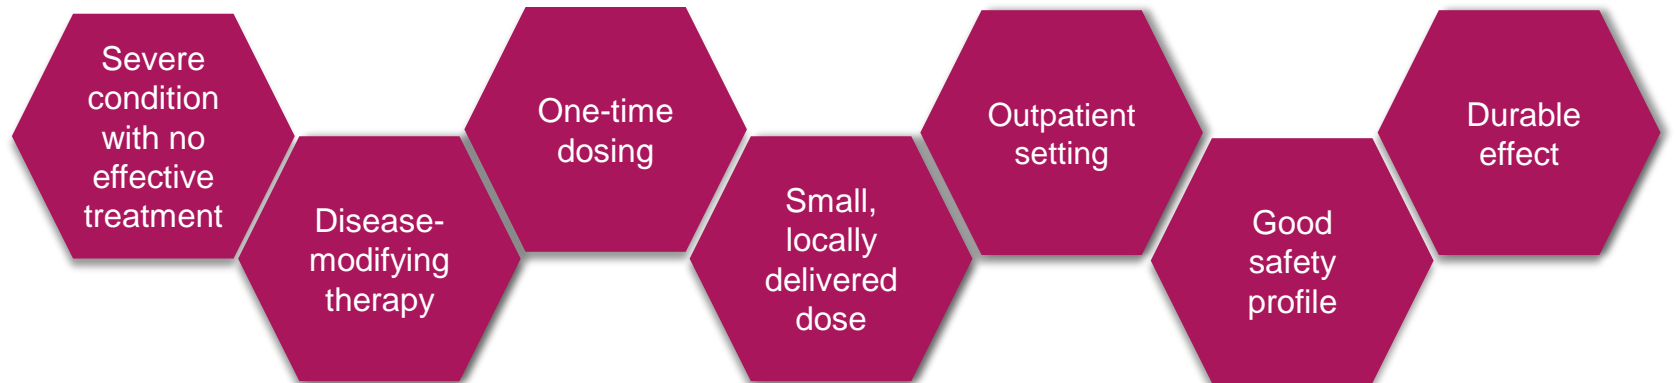 Severe
condition
with no
effective
treatment
Disease-
modifying
therapy
One-time
dosing
Small,
locally
delivered
dose
Outpatient
setting
Good
safety
profile
Durable
effect